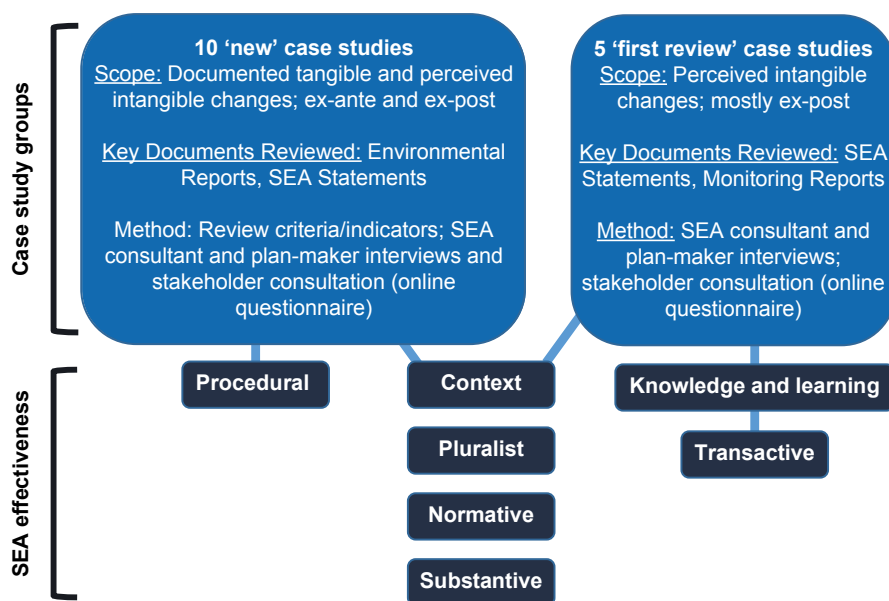 Case study groups
10 ‘new’ case studies
Scope: Documented tangible and perceived
intangible changes; ex-ante and ex-post
Key Documents Reviewed: Environmental
Reports, SEA Statements
Method: Review criteria/indicators; SEA
consultant and plan-maker interviews and
stakeholder consultation (online
questionnaire)
5 ‘first review’ case studies
Scope: Perceived intangible
changes; mostly ex-post
Key Documents Reviewed: SEA
Statements, Monitoring Reports
Method: SEA consultant and
plan-maker interviews;
stakeholder consultation (online
questionnaire)
SEA effectiveness
Procedural
Context
Pluralist
Normative
Substantive
Knowledge and learning
Transactive